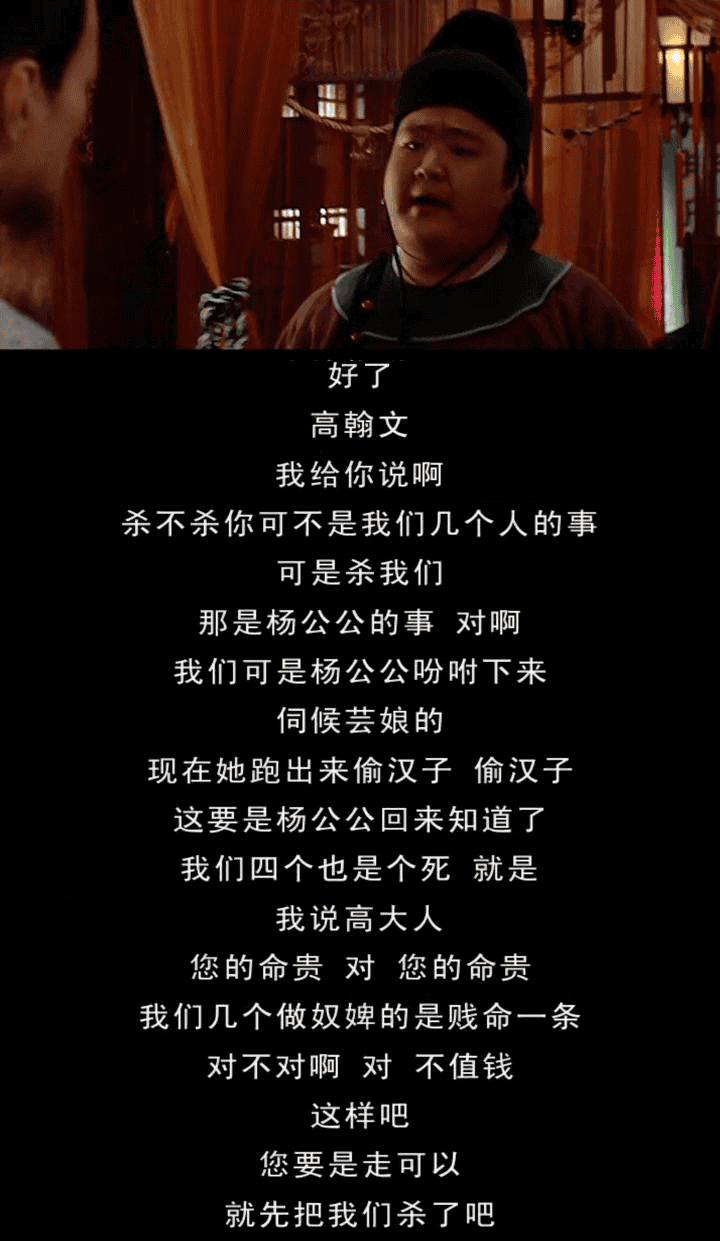 好了
高翰文
我给你说啊
杀不杀你可不是我们几个人的事
可是杀我们
那是杨公公的事 对啊
我们可是杨公公吩咐下来
伺候芸娘的
现在她跑出来偷汉子 偷汉子
这要是杨公公回来知道了
我们四个也是个死 就是
我说高大人
您的命贵 对 您的命贵
我们几个做奴婢的是贱命一条
对不对啊 对 不值钱
这样吧
您要是走可以
就先把我们杀了吧